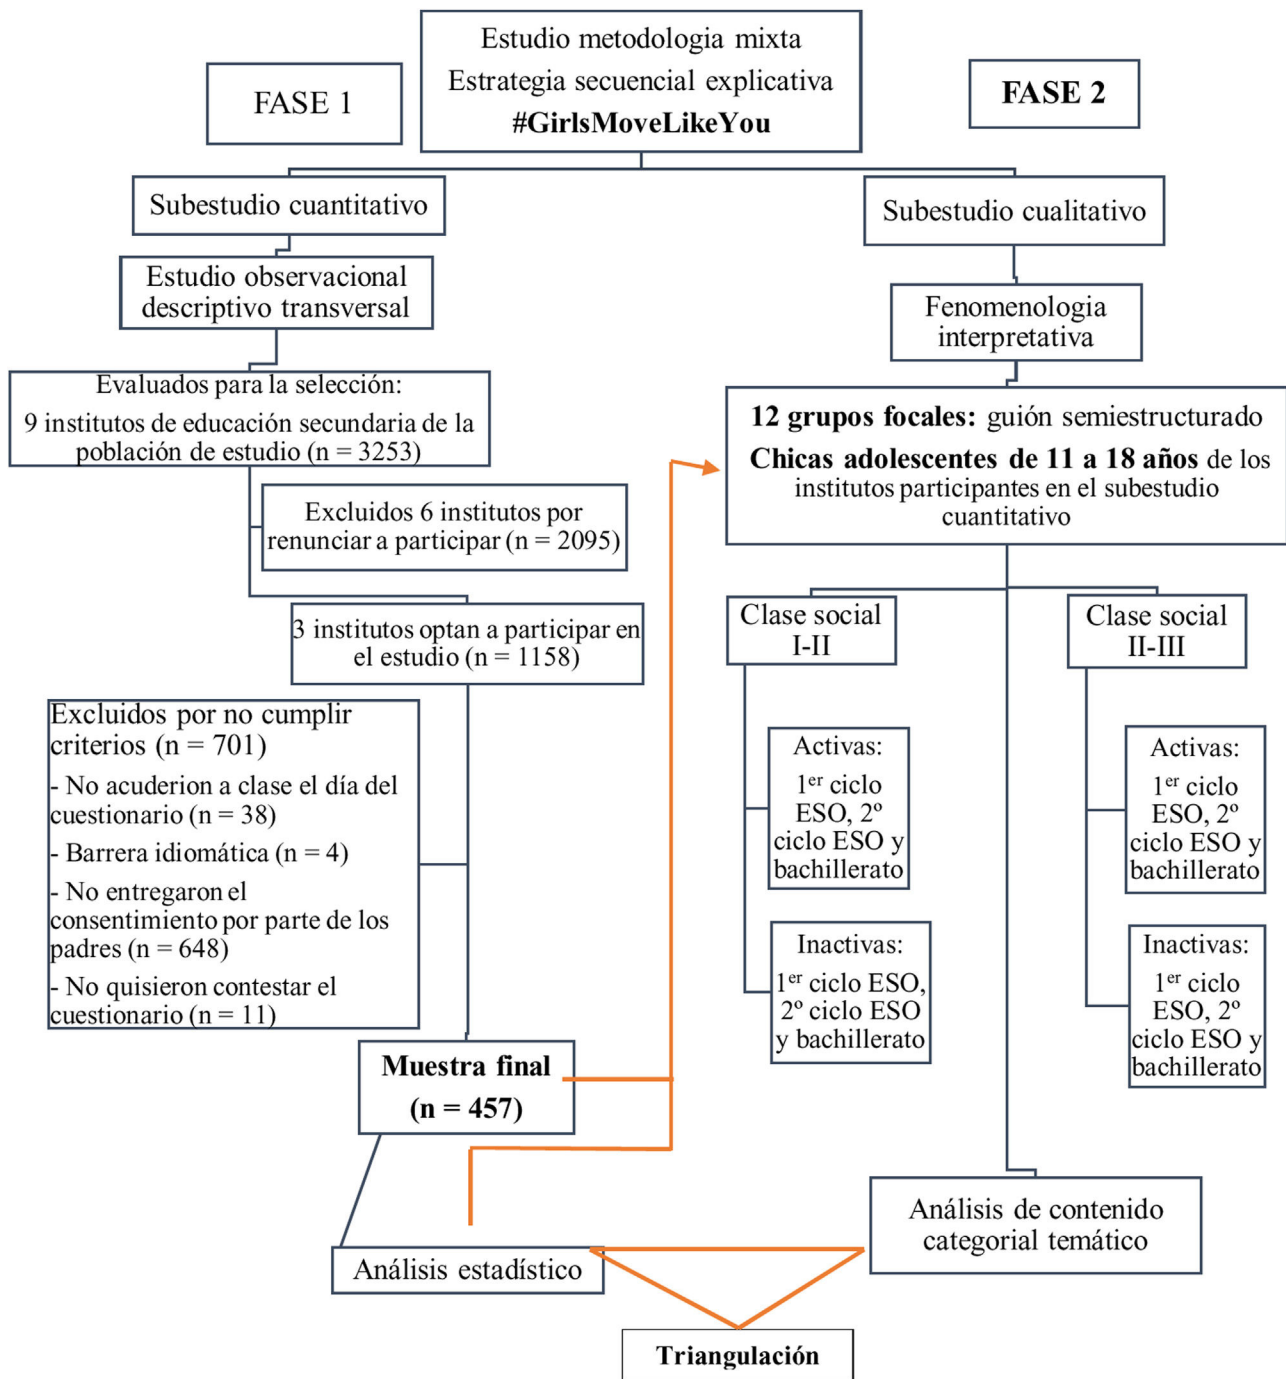 Estudio metodologia mixta
Estrategia secuencial explicativa
#GirlsMoveLikeYou
FASE 1
FASE 2
Subestudio cuantitativo
Estudio observacional
descriptivo transversal
Evaluados para la selección:
9 institutos de educación secundaria de la
población de estudio (n = 3253)
Excluidos 6 institutos por
renunciar a participar (n = 2095)
3 institutos optan a participar en
el estudio (n = 1158)
Excluidos por no cumplir
criterios (n = 701)
- No acuderion a clase el día del
cuestionario (n = 38)
- Barrera idiomática (n = 4)
- No entregaron el
consentimiento por parte de los
padres (n = 648)
- No quisieron contestar el
cuestionario (n = 11)
Muestra final
(n = 457)
Análisis estadístico
Subestudio cualitativo
Fenomenologia
interpretativa
12 grupos focales: guión semiestructurado
Chicas adolescentes de 11 a 18 años de los
institutos participantes en el subestudio
cuantitativo
Clase social
I-II
Activas:
1er ciclo
ESO, 2º
ciclo ESO y
bachillerato
Inactivas:
1er ciclo ESO,
2º ciclo ESO
y bachillerato
Clase social
II-III
Activas:
1er ciclo
ESO, 2º
ciclo ESO y
bachillerato
Inactivas:
1er ciclo
ESO, 2º
ciclo ESO y
bachillerato
Análisis de contenido
categorial temático
Triangulación